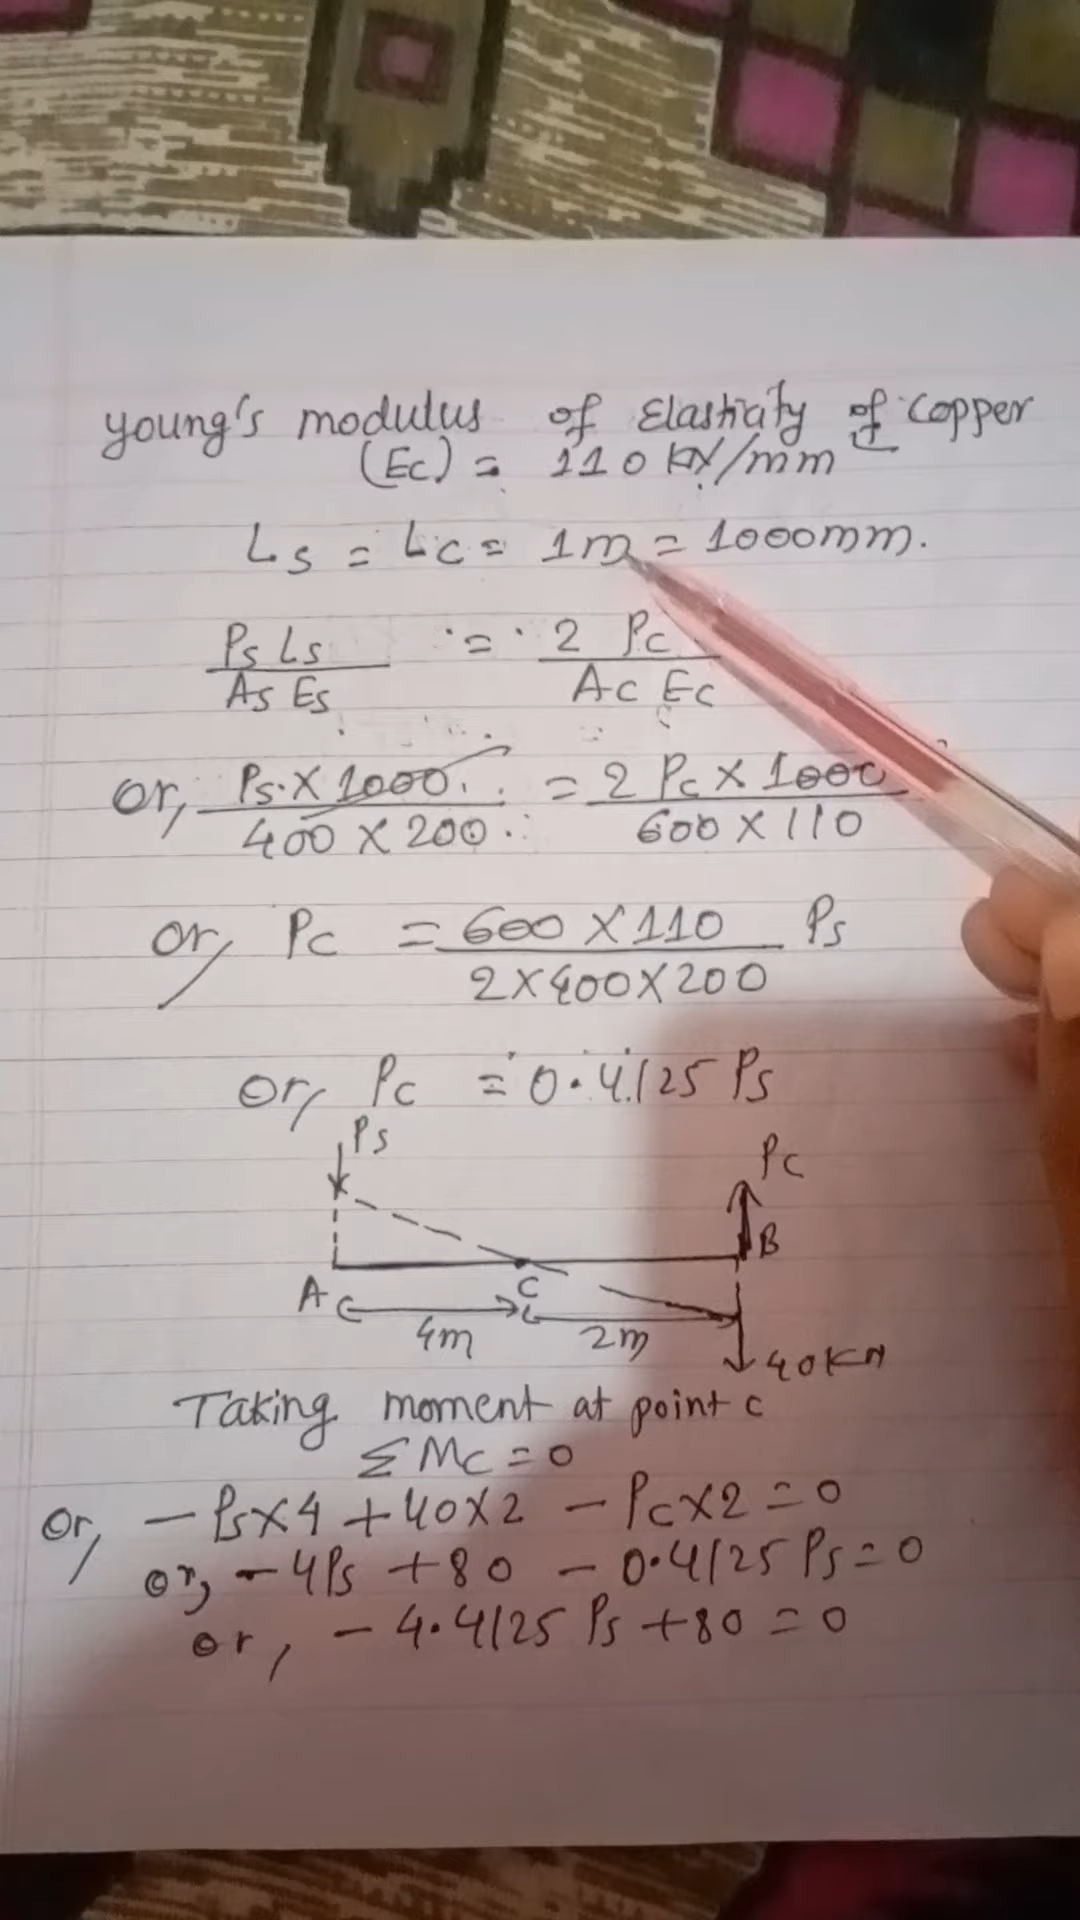 young's modulus of Elasticity of copper
(Ec) = 110 KN/mm
Ls = Lc = 1m = 1000mm.
Ps Ls / As Es = 2 Pc / Ac Ec
or, Ps × 1000 / 400 × 200 = 2 Pc × 1000 / 600 × 110
or, Pc = 600 × 110 / 2×400×200 Ps
or, Pc = 0.4125 Ps
Ps
Pc
B
A
C
4m
2m
40KN
Taking moment at point c
ΣMc = 0
or, - Ps×4 + 40×2 - Pc×2 = 0
or, - 4Ps + 80 - 0.4125 Ps = 0
or, - 4.4125 Ps + 80 = 0